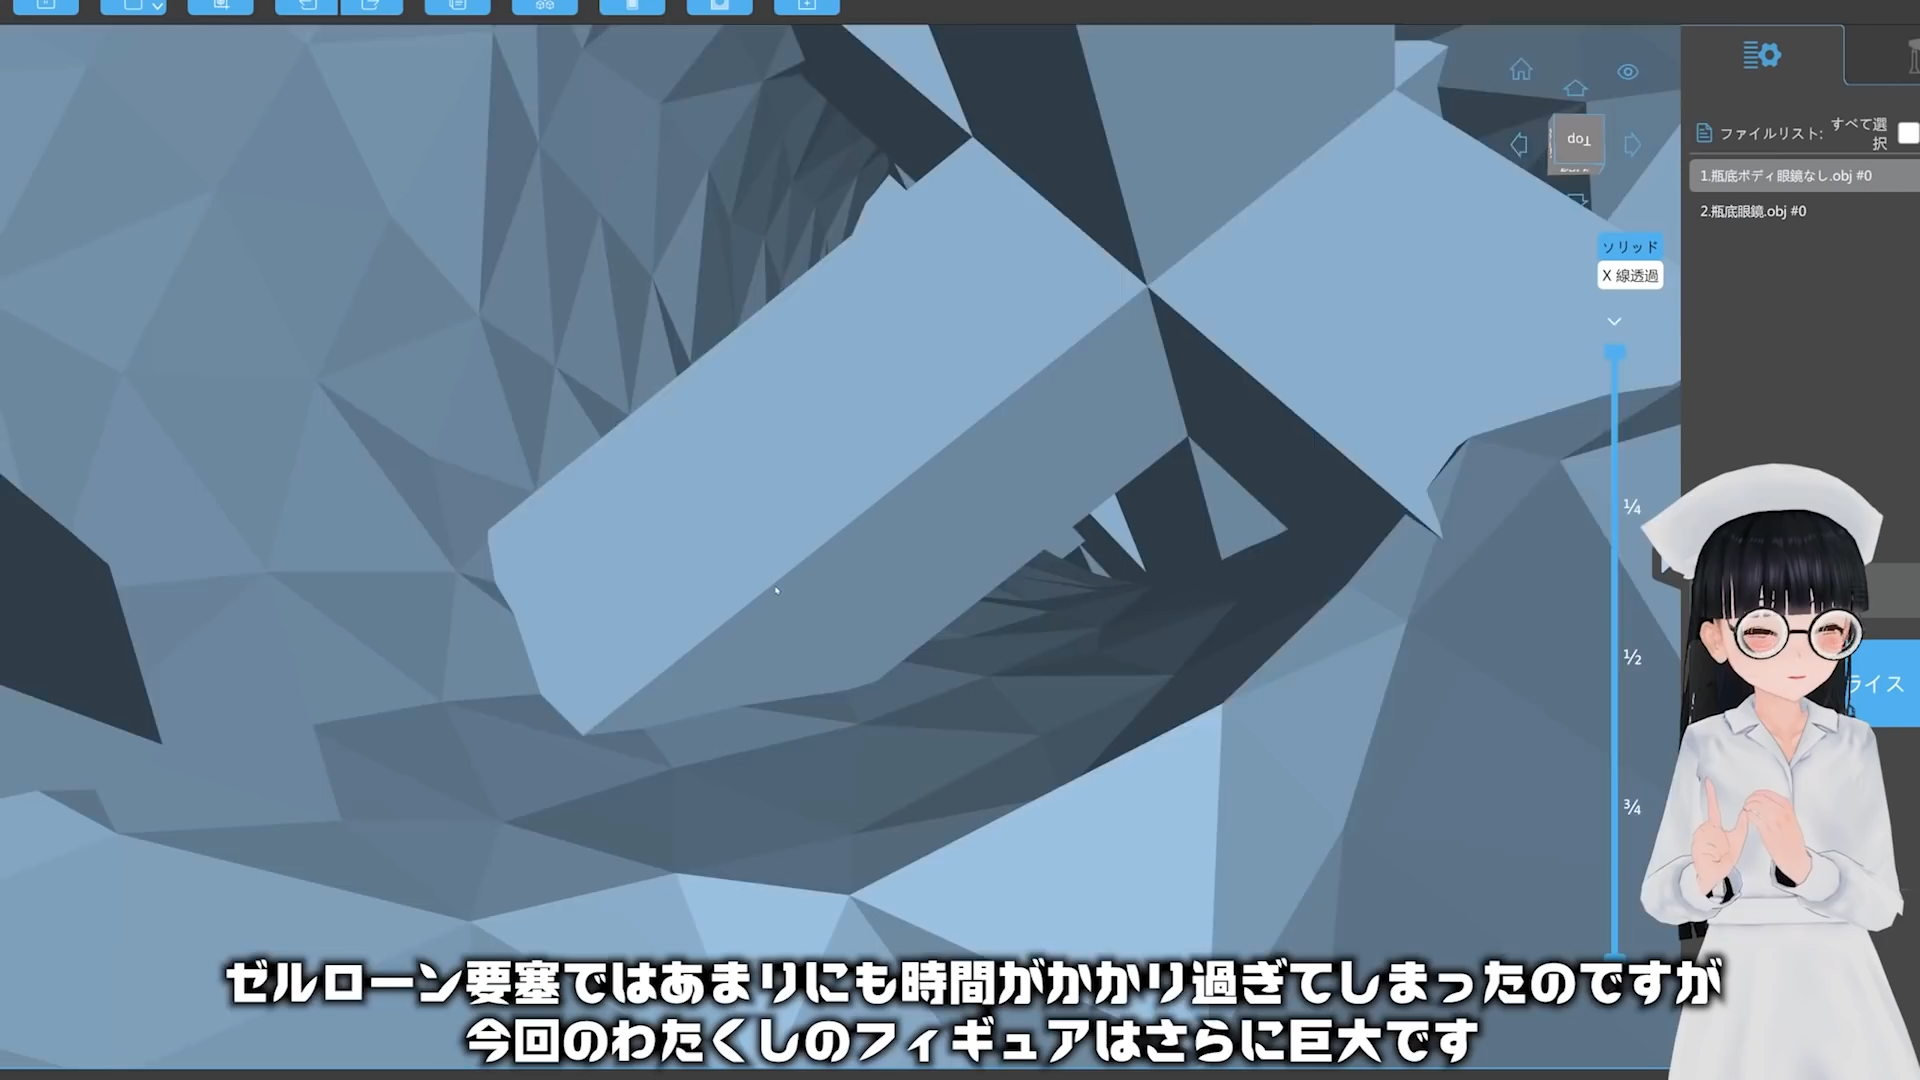 Top
ファイルリスト:
すべて選
択
1.瓶底ボディ眼鏡なし.obj #0
2.瓶底眼鏡.obj #0
ソリッド
X 線透過
¼
½
¾
ライス
ゼルローン要塞ではあまりにも時間がかかり過ぎてしまったのですが
今回のわたくしのフィギュアはさらに巨大です